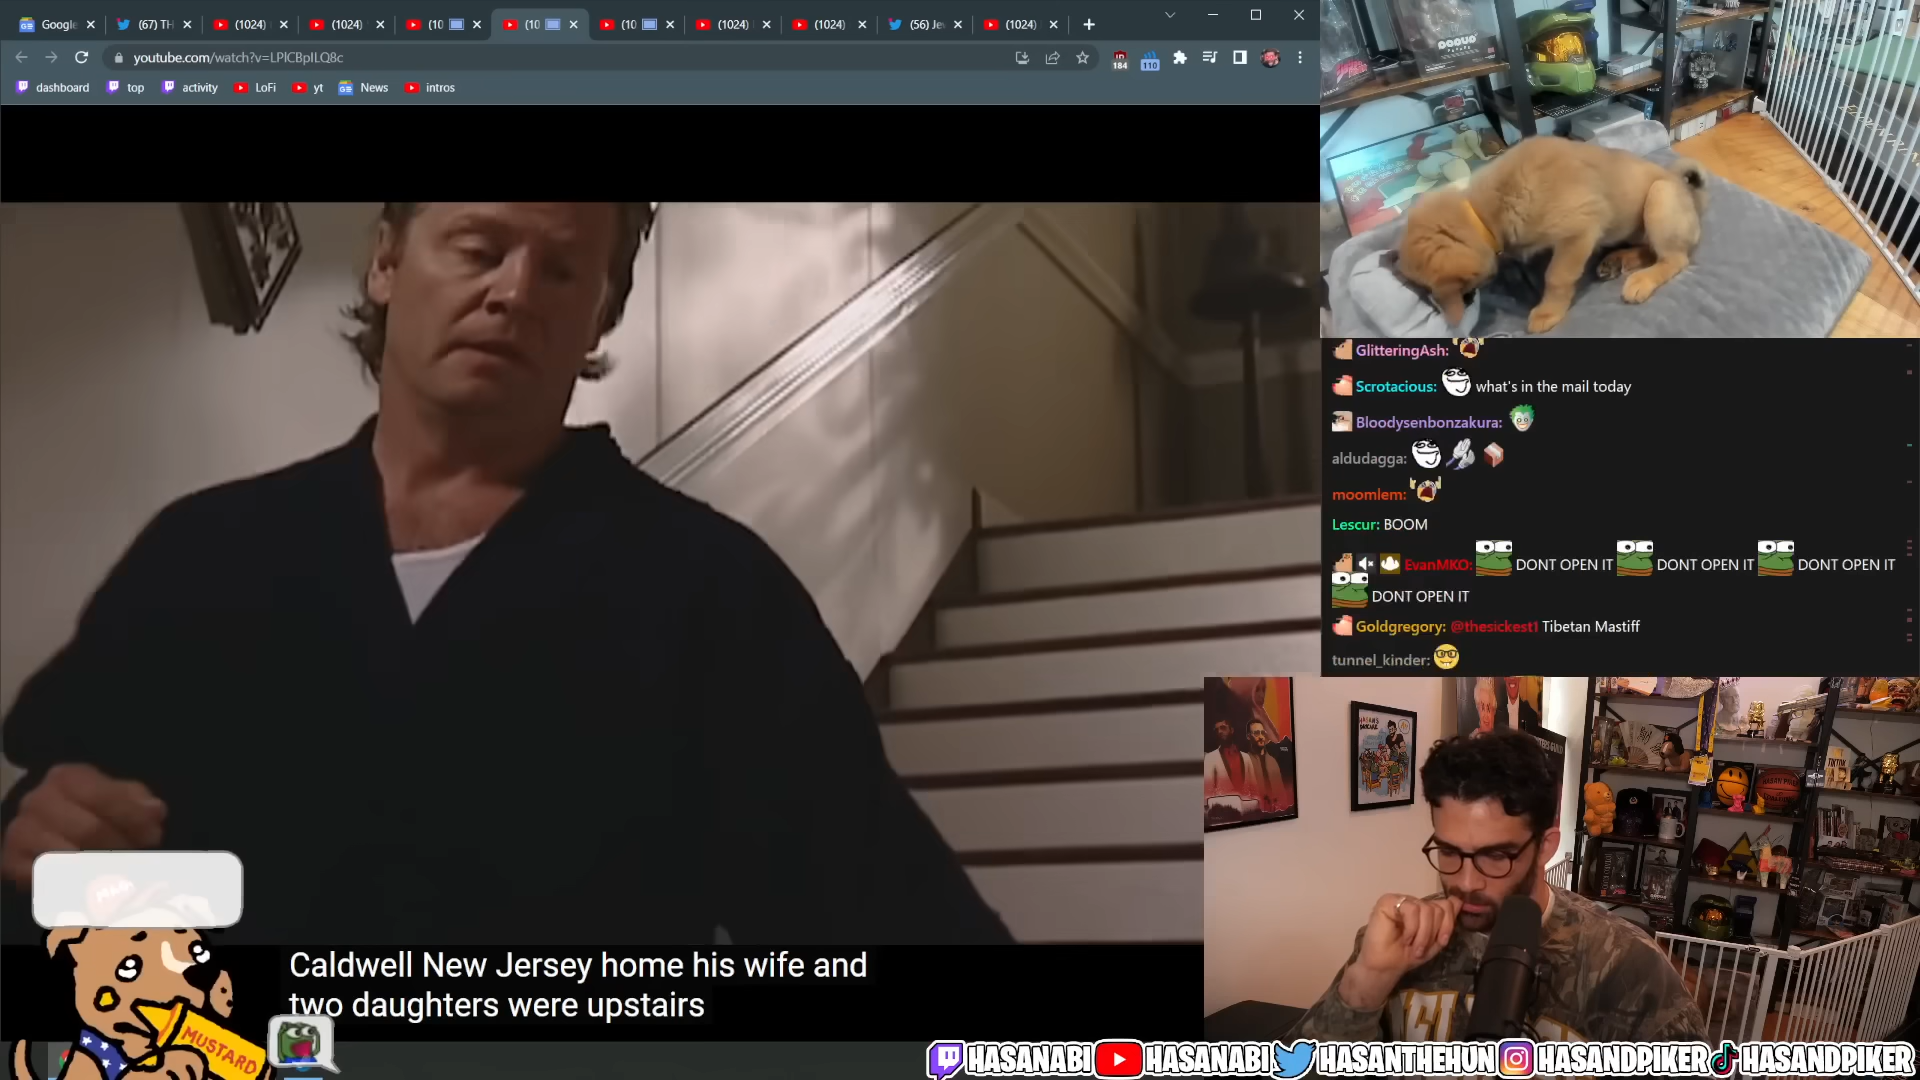 Google
(67) TH
(1024)
(1024)
(10
(10
(10
(1024)
(1024)
(56) Je
(1024)
youtube.com/watch?v=LPlCBpILQ8c
184
110
dashboard
top
activity
LoFi
yt
News
intros
GlitteringAsh:
Scrotacious: what's in the mail today
Bloodysenbonzakura:
aldudagga:
moomlem:
Lescur: BOOM
EvanMKO: DONT OPEN IT DONT OPEN IT DONT OPEN IT
DONT OPEN IT
Goldgregory: @thesickest1 Tibetan Mastiff
tunnel_kinder:
Caldwell New Jersey home his wife and
two daughters were upstairs
MUSTARD
HASANABI HASANABI HASANTHEHUN HASANDPIKER HASANDPIKER